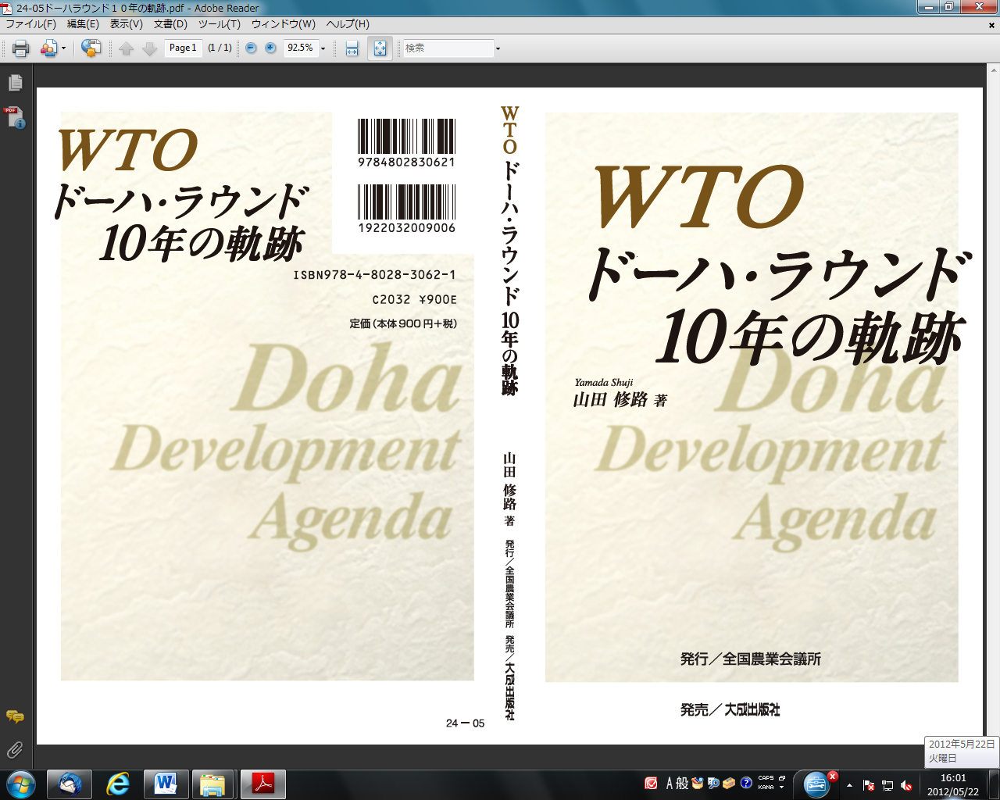 24-05ドーハラウンド１０年の軌跡.pdf - Adobe Reader
ファイル(F) 編集(E) 表示(V) 文書(D) ツール(T) ウィンドウ(W) ヘルプ(H)
Page1 (1 / 1) 92.5% 検索
WTO
ドーハ・ラウンド
10年の軌跡
9784802830621
1922032009006
ISBN978-4-8028-3062-1
C2032 ¥900E
定価(本体900円+税)
Doha
Development
Agenda
24－05
WTO ドーハ・ラウンド 10年の軌跡
山田 修路 著
発行／全国農業会議所
発売／大成出版社
WTO
ドーハ・ラウンド
10年の軌跡
Yamada Shuji
山田 修路 著
Doha
Development
Agenda
発行／全国農業会議所
発売／大成出版社
2012年5月22日
火曜日
A 般 CAPS
KANA
16:01
2012/05/22